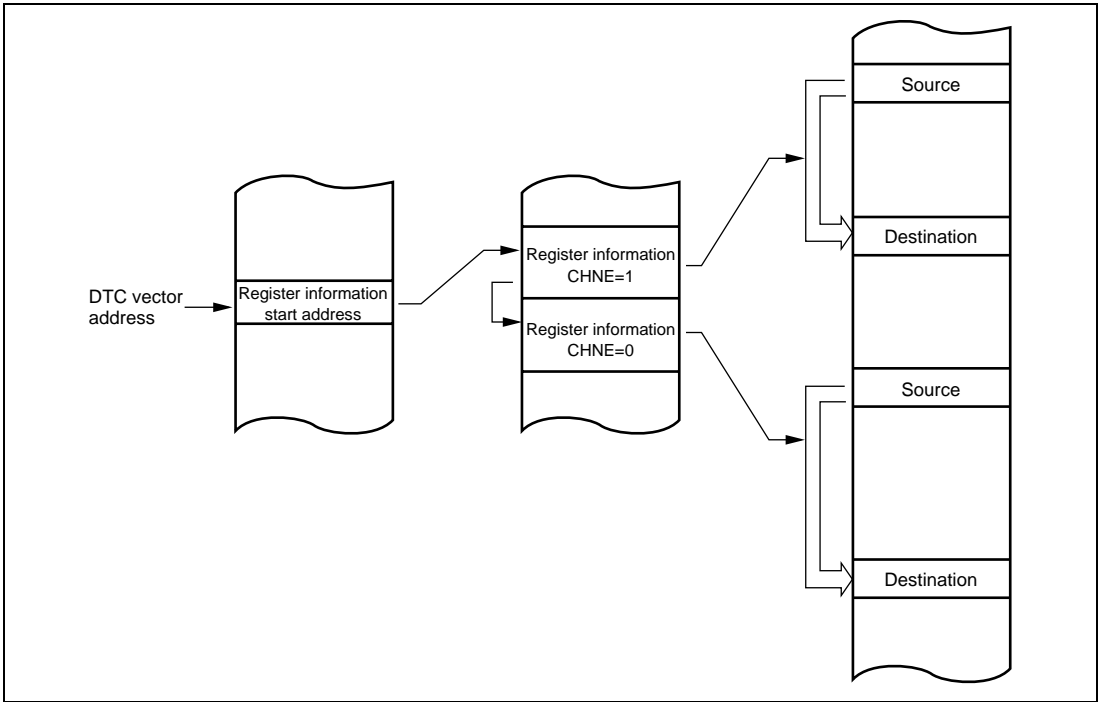 DTC vector
address
Register information
start address
Register information
CHNE=1
Register information
CHNE=0
Source
Destination
Source
Destination